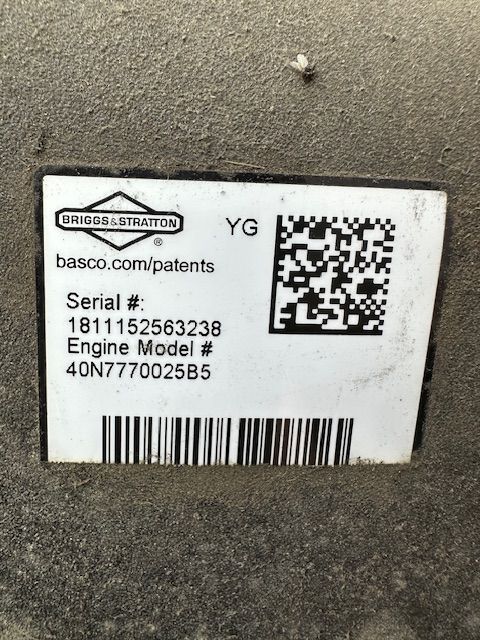 BRIGGS&STRATTON
®
YG
basco.com/patents
Serial #:
1811152563238
Engine Model #
40N7770025B5